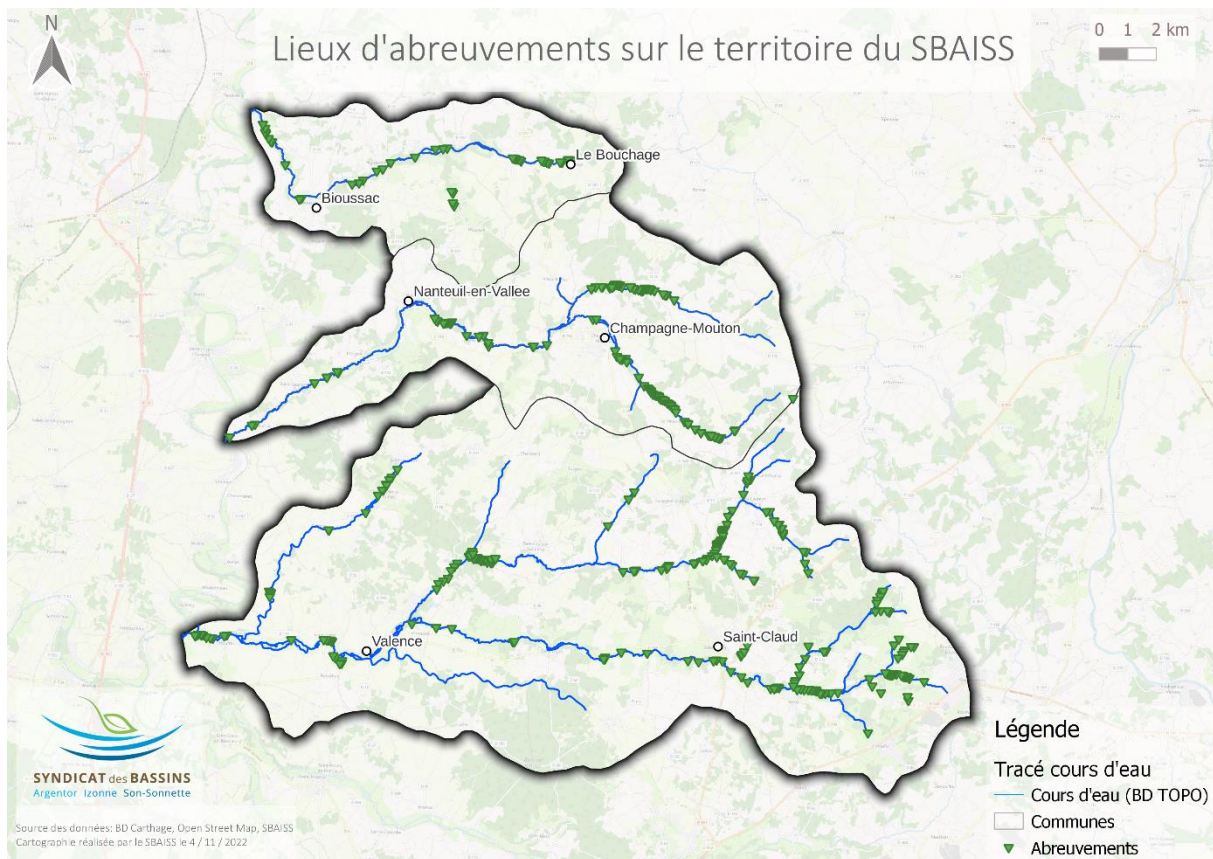 N
Lieux d'abreuvements sur le territoire du SBAISS
0 1 2 km
Le Bouchage
Bioussac
Nanteuil-en-Vallee
Champagne-Mouton
Valence
Saint-Claud
SYNDICAT des BASSINS
Argentor Izonne Son-Sonnette
Source des données: BD Carthage, Open Street Map, SBAISS
Cartographie réalisée par le SBAISS le 4 / 11 / 2022
Légende
Tracé cours d'eau
Cours d'eau (BD TOPO)
Communes
Abreuvements